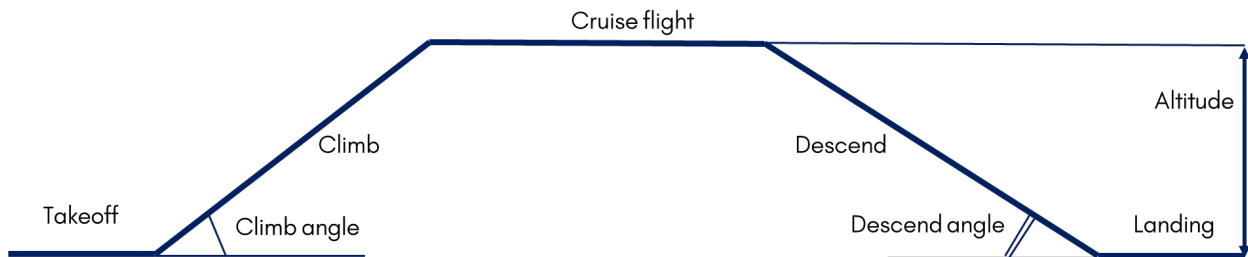 Cruise flight
Altitude
Climb
Descend
Takeoff
Climb angle
Descend angle
Landing